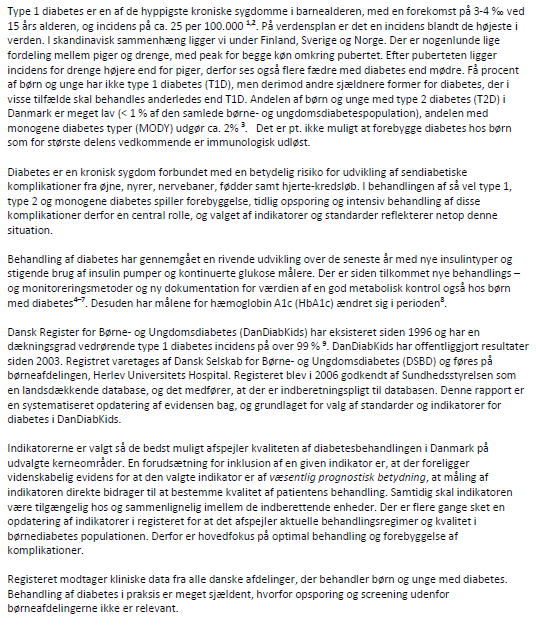 Type 1 diabetes er en af de hyppigste kroniske sygdomme i barnealderen, med en forekomst på 3-4 ‰ ved
15 års alderen, og incidens på ca. 25 per 100.000 ¹,². På verdensplan er det en incidens blandt de højeste i
verden. I skandinavisk sammenhæng ligger vi under Finland, Sverige og Norge. Der er nogenlunde lige
fordeling mellem piger og drenge, med peak for begge køn omkring pubertet. Efter puberteten ligger
incidens for drenge højere end for piger, derfor ses også flere fædre med diabetes end mødre. Få procent
af børn og unge har ikke type 1 diabetes (T1D), men derimod andre sjældnere former for diabetes, der i
visse tilfælde skal behandles anderledes end T1D. Andelen af børn og unge med type 2 diabetes (T2D) i
Danmark er meget lav (< 1 % af den samlede børne- og ungdomsdiabetespopulation), andelen med
monogene diabetes typer (MODY) udgør ca. 2% ³.   Det er pt. ikke muligt at forebygge diabetes hos børn
som for største delens vedkommende er immunologisk udløst.

Diabetes er en kronisk sygdom forbundet med en betydelig risiko for udvikling af sendiabetiske
komplikationer fra øjne, nyrer, nervebaner, fødder samt hjerte-kredsløb. I behandlingen af så vel type 1,
type 2 og monogene diabetes spiller forebyggelse, tidlig opsporing og intensiv behandling af disse
komplikationer derfor en central rolle, og valget af indikatorer og standarder reflekterer netop denne
situation.

Behandling af diabetes har gennemgået en rivende udvikling over de seneste år med nye insulintyper og
stigende brug af insulin pumper og kontinuerte glukose målere. Der er siden tilkommet nye behandlings –
og monitoreringsmetoder og ny dokumentation for værdien af en god metabolisk kontrol også hos børn
med diabetes⁴⁻⁷. Desuden har målene for hæmoglobin A1c (HbA1c) ændret sig i perioden⁸.

Dansk Register for Børne- og Ungdomsdiabetes (DanDiabKids) har eksisteret siden 1996 og har en
dækningsgrad vedrørende type 1 diabetes incidens på over 99 % ⁹. DanDiabKids har offentliggjort resultater
siden 2003. Registret varetages af Dansk Selskab for Børne- og Ungdomsdiabetes (DSBD) og føres på
børneafdelingen, Herlev Universitets Hospital. Registeret blev i 2006 godkendt af Sundhedsstyrelsen som
en landsdækkende database, og det medfører, at der er indberetningspligt til databasen. Denne rapport er
en systematiseret opdatering af evidensen bag, og grundlaget for valg af standarder og indikatorer for
diabetes i DanDiabKids.

Indikatorerne er valgt så de bedst muligt afspejler kvaliteten af diabetesbehandlingen i Danmark på
udvalgte kerneområder. En forudsætning for inklusion af en given indikator er, at der foreligger
videnskabelig evidens for at den valgte indikator er af væsentlig prognostisk betydning, at måling af
indikatoren direkte bidrager til at bestemme kvalitet af patientens behandling. Samtidig skal indikatoren
være tilgængelig hos og sammenlignelig imellem de indberettende enheder. Der er flere gange sket en
opdatering af indikatorer i registeret for at det afspejler aktuelle behandlingsregimer og kvalitet i
børnediabetes populationen. Derfor er hovedfokus på optimal behandling og forebyggelse af
komplikationer.

Registeret modtager kliniske data fra alle danske afdelinger, der behandler børn og unge med diabetes.
Behandling af diabetes i praksis er meget sjældent, hvorfor opsporing og screening udenfor
børneafdelingerne ikke er relevant.